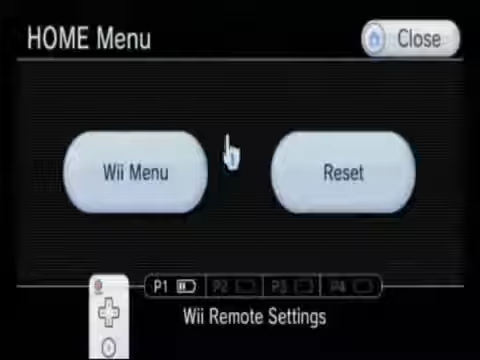 HOME Menu
Close
Wii Menu
Reset
P1 P2 P3 P4
Wii Remote Settings